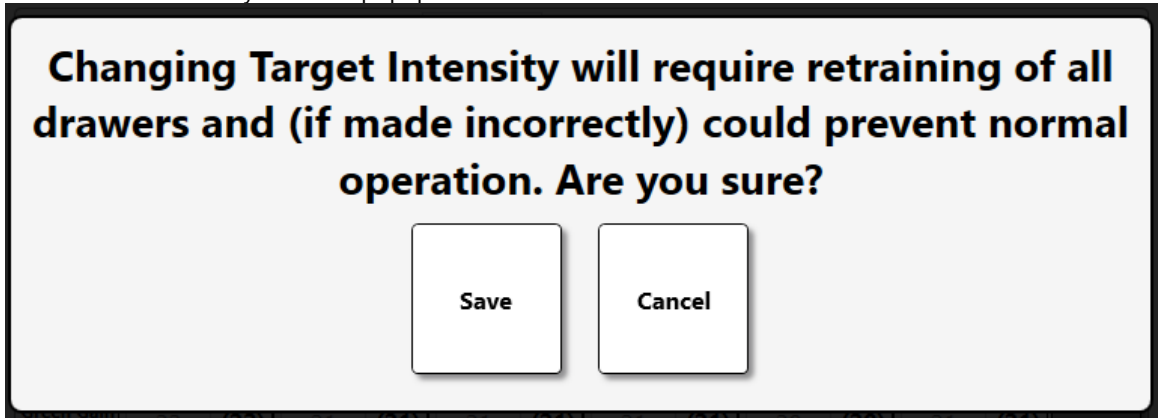 Changing Target Intensity will require retraining of all
drawers and (if made incorrectly) could prevent normal
operation. Are you sure?
Save Cancel